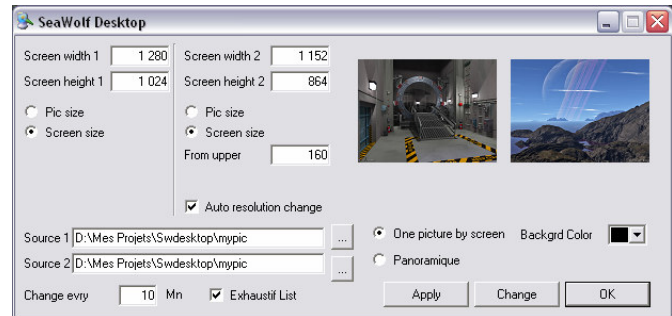 SeaWolf Desktop
Screen width 1 1 280 Screen width 2 1 152
Screen height 1 1 024 Screen height 2 864
Pic size Pic size
Screen size Screen size
From upper 160
Auto resolution change
Source 1 D:\Mes Projets\Swdesktop\mypic ... One picture by screen Backgrd Color
Source 2 D:\Mes Projets\Swdesktop\mypic ... Panoramique
Change evry 10 Mn Exhaustif List Apply Change OK